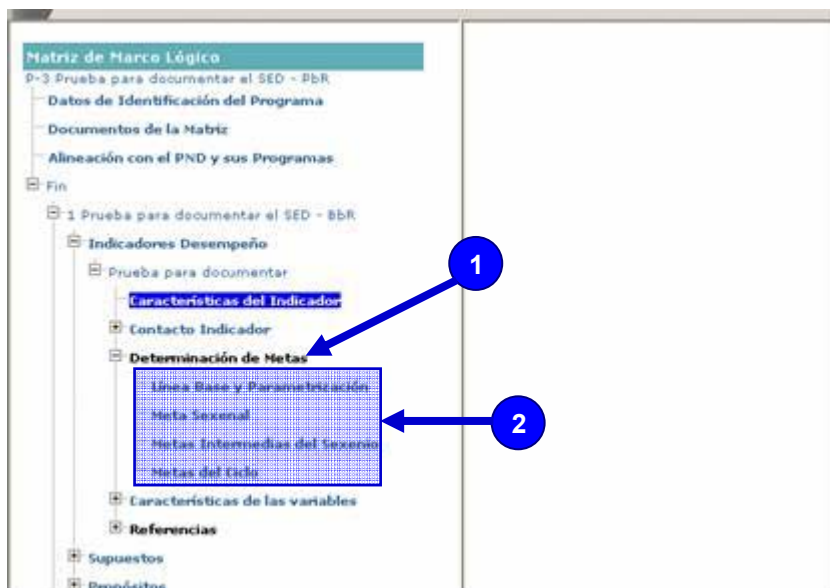 Matriz de Marco Lógico
P-3 Prueba para documentar el SED - PbR
Datos de Identificación del Programa
Documentos de la Matriz
Alineación con el PND y sus Programas
Fin
1 Prueba para documentar el SED - BbR
Indicadores Desempeño
Prueba para documentar
1
Características del Indicador
Contacto Indicador
Determinación de Metas
Línea Base y Parametrización
Meta Sexenal
2
Metas Intermedias del Sexenio
Metas del Ciclo
Características de las variables
Referencias
Supuestos
Propósitos